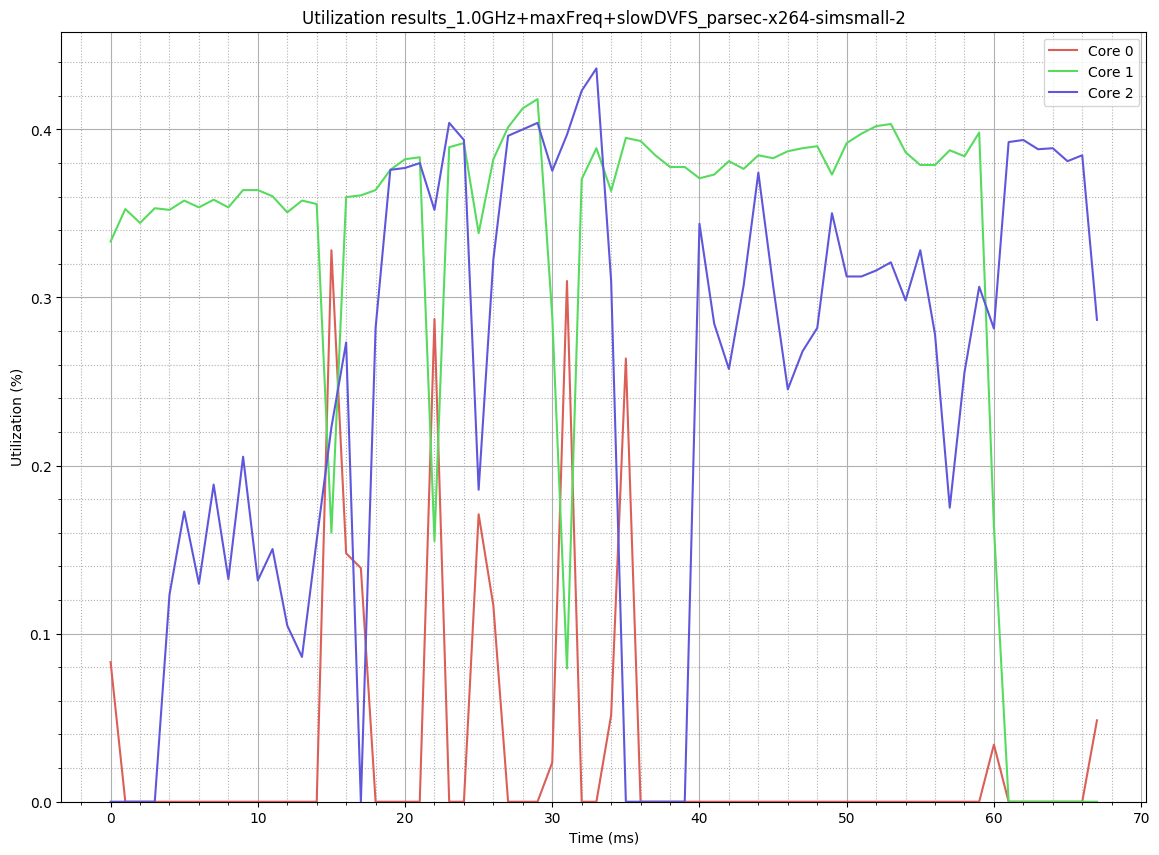 Utilization results_1.0GHz+maxFreq+slowDVFS_parsec-x264-simsmall-2
Core 0
Core 1
Core 2
Utilization (%)
0.4
0.3
0.2
0.1
0.0
0 10 20 30 40 50 60 70
Time (ms)